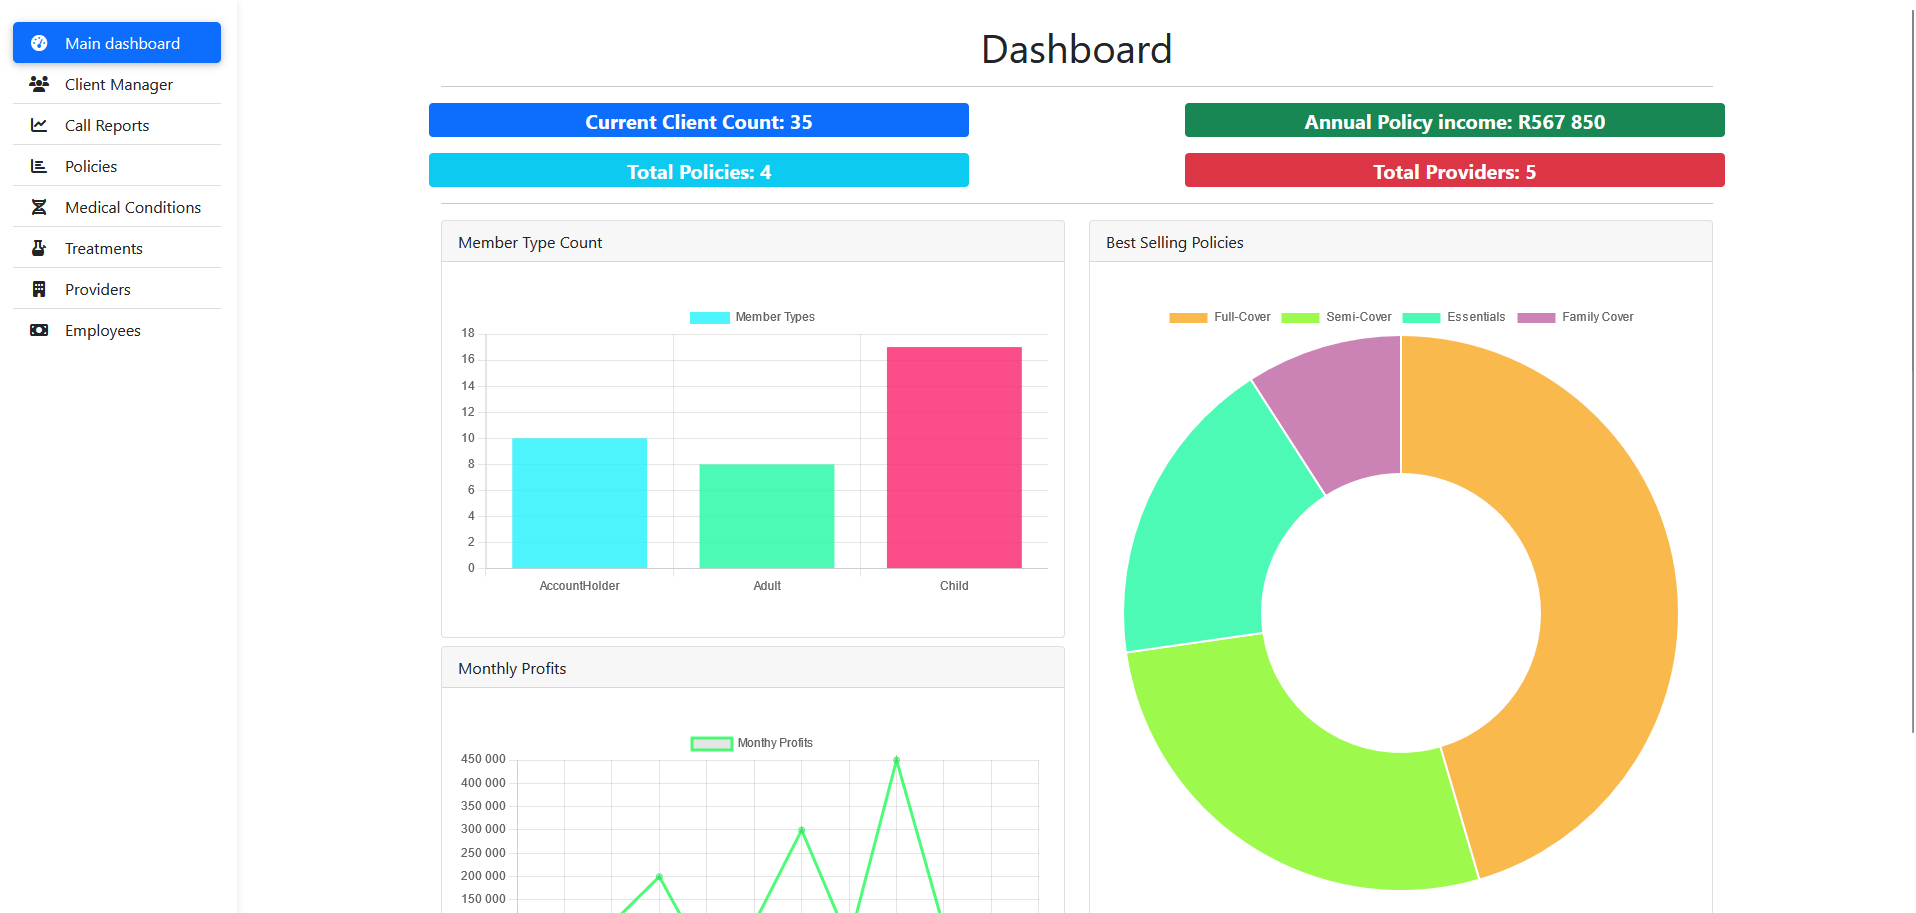 Main dashboard
Client Manager
Call Reports
Policies
Medical Conditions
Treatments
Providers
Employees
Dashboard
Current Client Count: 35
Annual Policy income: R567 850
Total Policies: 4
Total Providers: 5
Member Type Count
Member Types
18
16
14
12
10
8
6
4
2
0
AccountHolder Adult Child
Monthly Profits
Monthy Profits
450 000
400 000
350 000
300 000
250 000
200 000
150 000
Best Selling Policies
Full-Cover Semi-Cover Essentials Family Cover